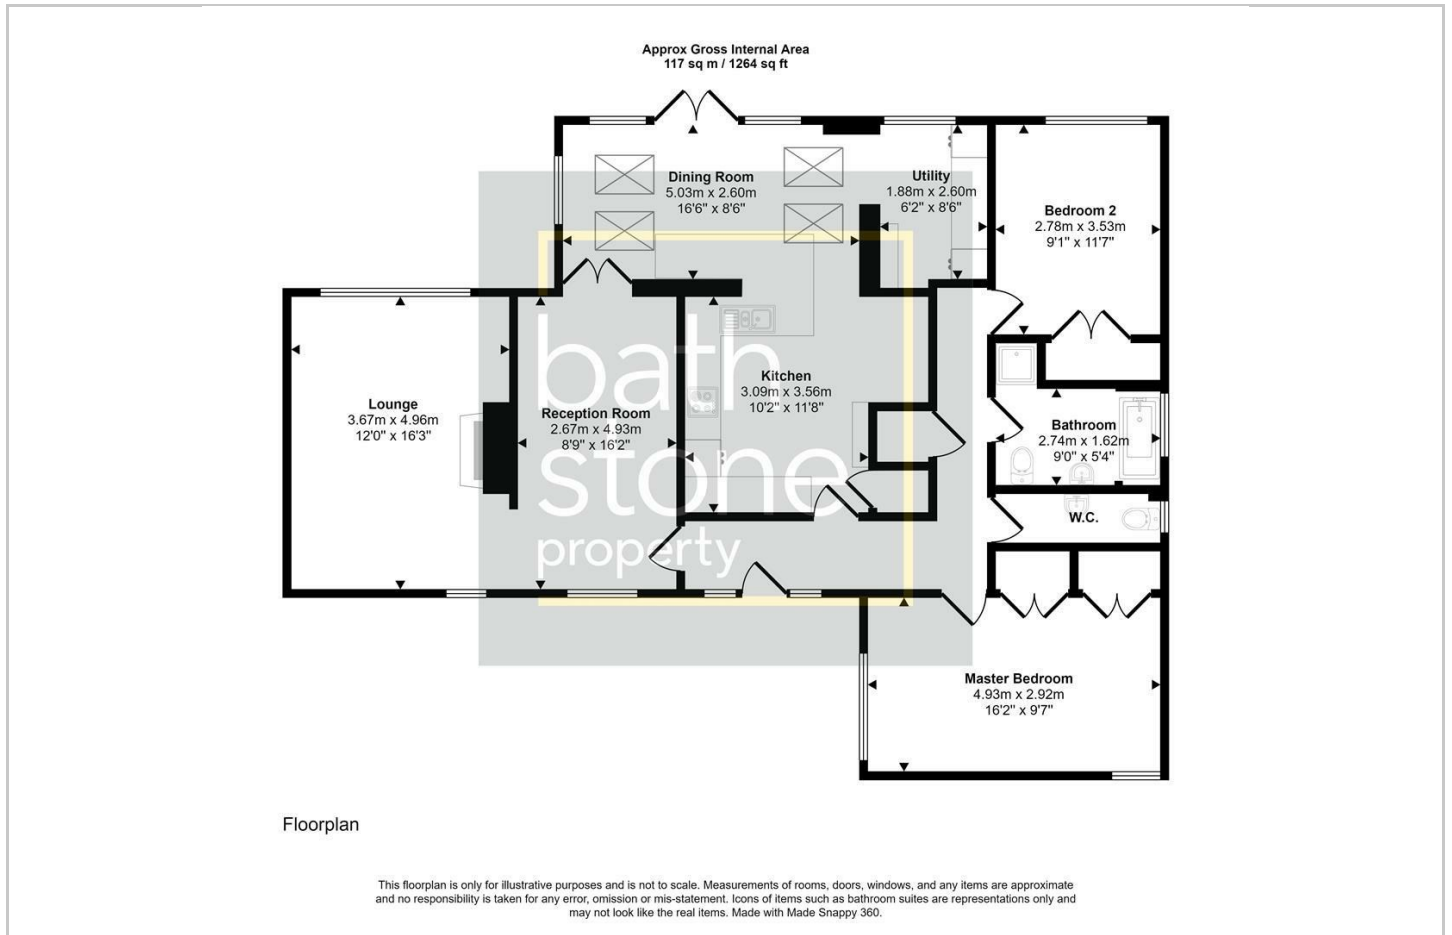 Approx Gross Internal Area
117 sq m / 1264 sq ft
Dining Room
5.03m x 2.60m
16'6" x 8'6"
Utility
1.88m x 2.60m
6'2" x 8'6"
Bedroom 2
2.78m x 3.53m
9'1" x 11'7"
Lounge
3.67m x 4.96m
12'0" x 16'3"
Reception Room
2.67m x 4.93m
8'9" x 16'2"
Kitchen
3.09m x 3.56m
10'2" x 11'8"
Bathroom
2.74m x 1.62m
9'0" x 5'4"
W.C.
Master Bedroom
4.93m x 2.92m
16'2" x 9'7"
bath
stone
property
Floorplan
This floorplan is only for illustrative purposes and is not to scale. Measurements of rooms, doors, windows, and any items are approximate
and no responsibility is taken for any error, omission or mis-statement. Icons of items such as bathroom suites are representations only and
may not look like the real items. Made with Made Snappy 360.